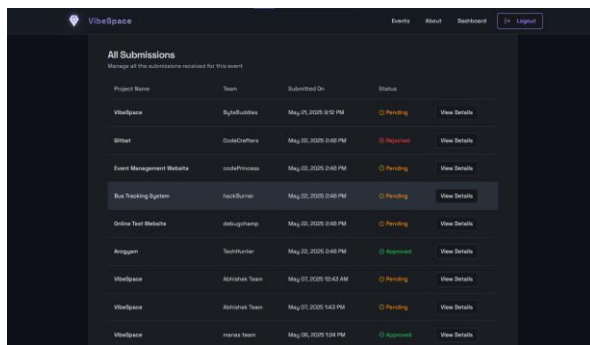 VibeSpace Events About Dashboard Logout
All Submissions
Manage all the submissions received for this event
Project Name Team Submitted On Status
VibeSpace ByteBuddies May 21, 2025 9:12 PM Pending View Details
Gitbat CodeCrafters May 22, 2025 2:48 PM Rejected View Details
Event Management Website codePrincess May 22, 2025 2:48 PM Pending View Details
Bus Tracking System hackBurner May 22, 2025 2:48 PM Pending View Details
Online Test Website debugchamp May 22, 2025 2:48 PM Pending View Details
Arogyam TechHunter May 22, 2025 2:48 PM Approved View Details
VibeSpace Abhishek Team May 07, 2025 12:43 AM Pending View Details
VibeSpace Abhishek Team May 07, 2025 1:43 PM Pending View Details
VibeSpace manas team May 08, 2025 1:24 PM Approved View Details